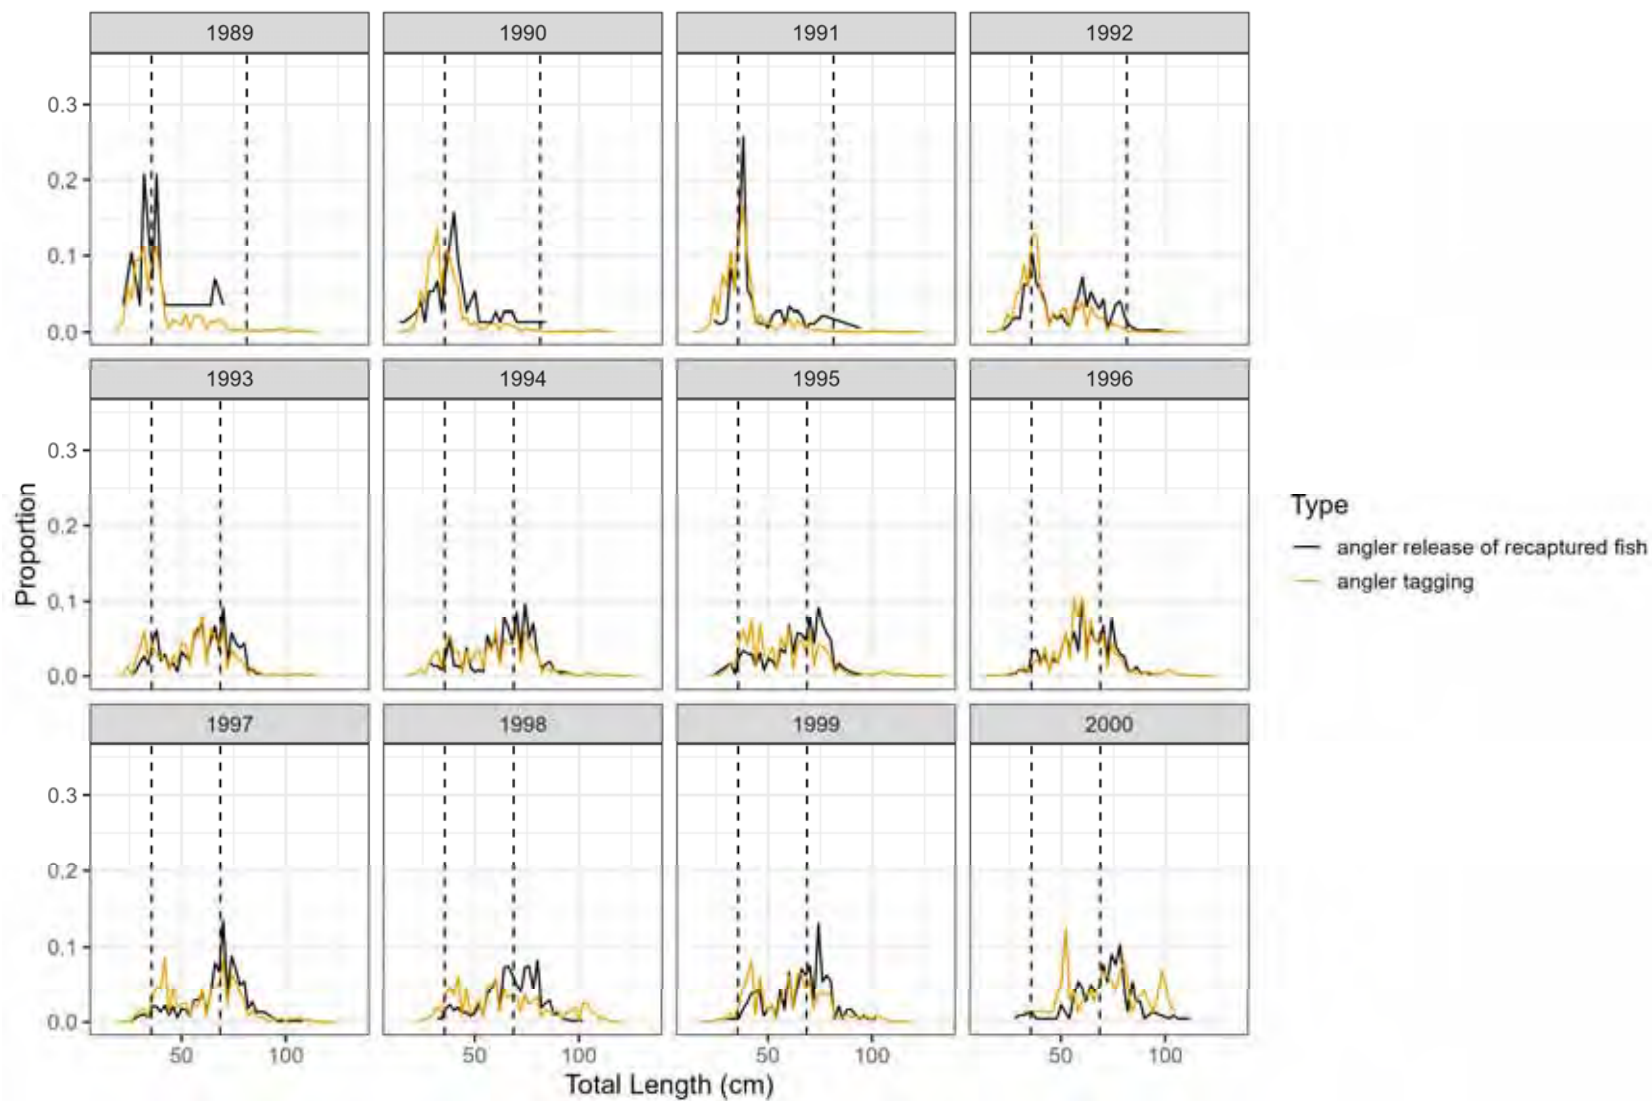 1989 1990 1991 1992
0.3
0.2
0.1
0.0
1993 1994 1995 1996
0.3
0.2
0.1
0.0
1997 1998 1999 2000
0.3
0.2
0.1
0.0
50 100 50 100 50 100 50 100
Total Length (cm)
Proportion
Type
angler release of recaptured fish
angler tagging